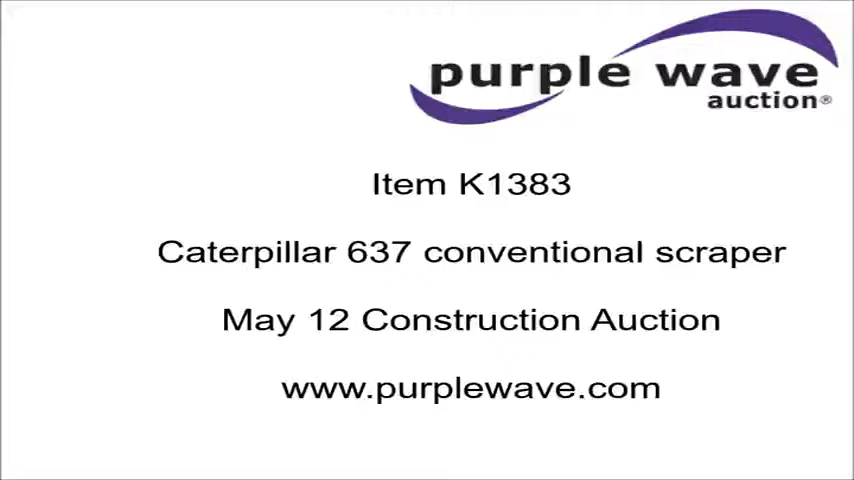 purple wave
auction®
Item K1383
Caterpillar 637 conventional scraper
May 12 Construction Auction
www.purplewave.com